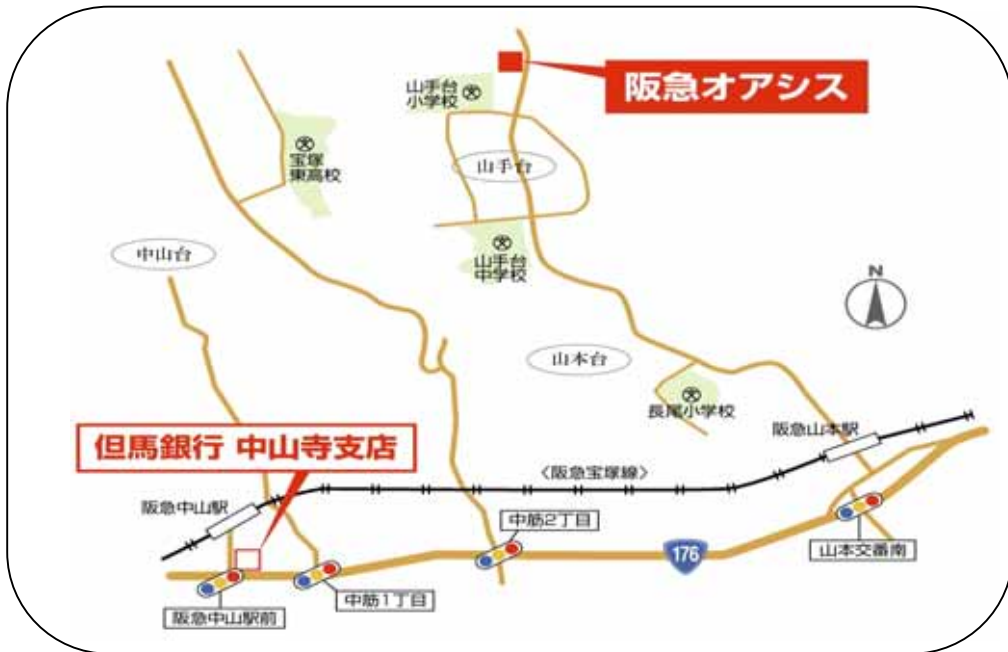 阪急オアシス
山手台
小学校
宝塚
東高校
山手台
中山台
山手台
中学校
N
山本台
長尾小学校
阪急山本駅
但馬銀行 中山寺支店
〈阪急宝塚線〉
阪急中山駅
中筋2丁目
176
山本交番南
中筋1丁目
阪急中山駅前